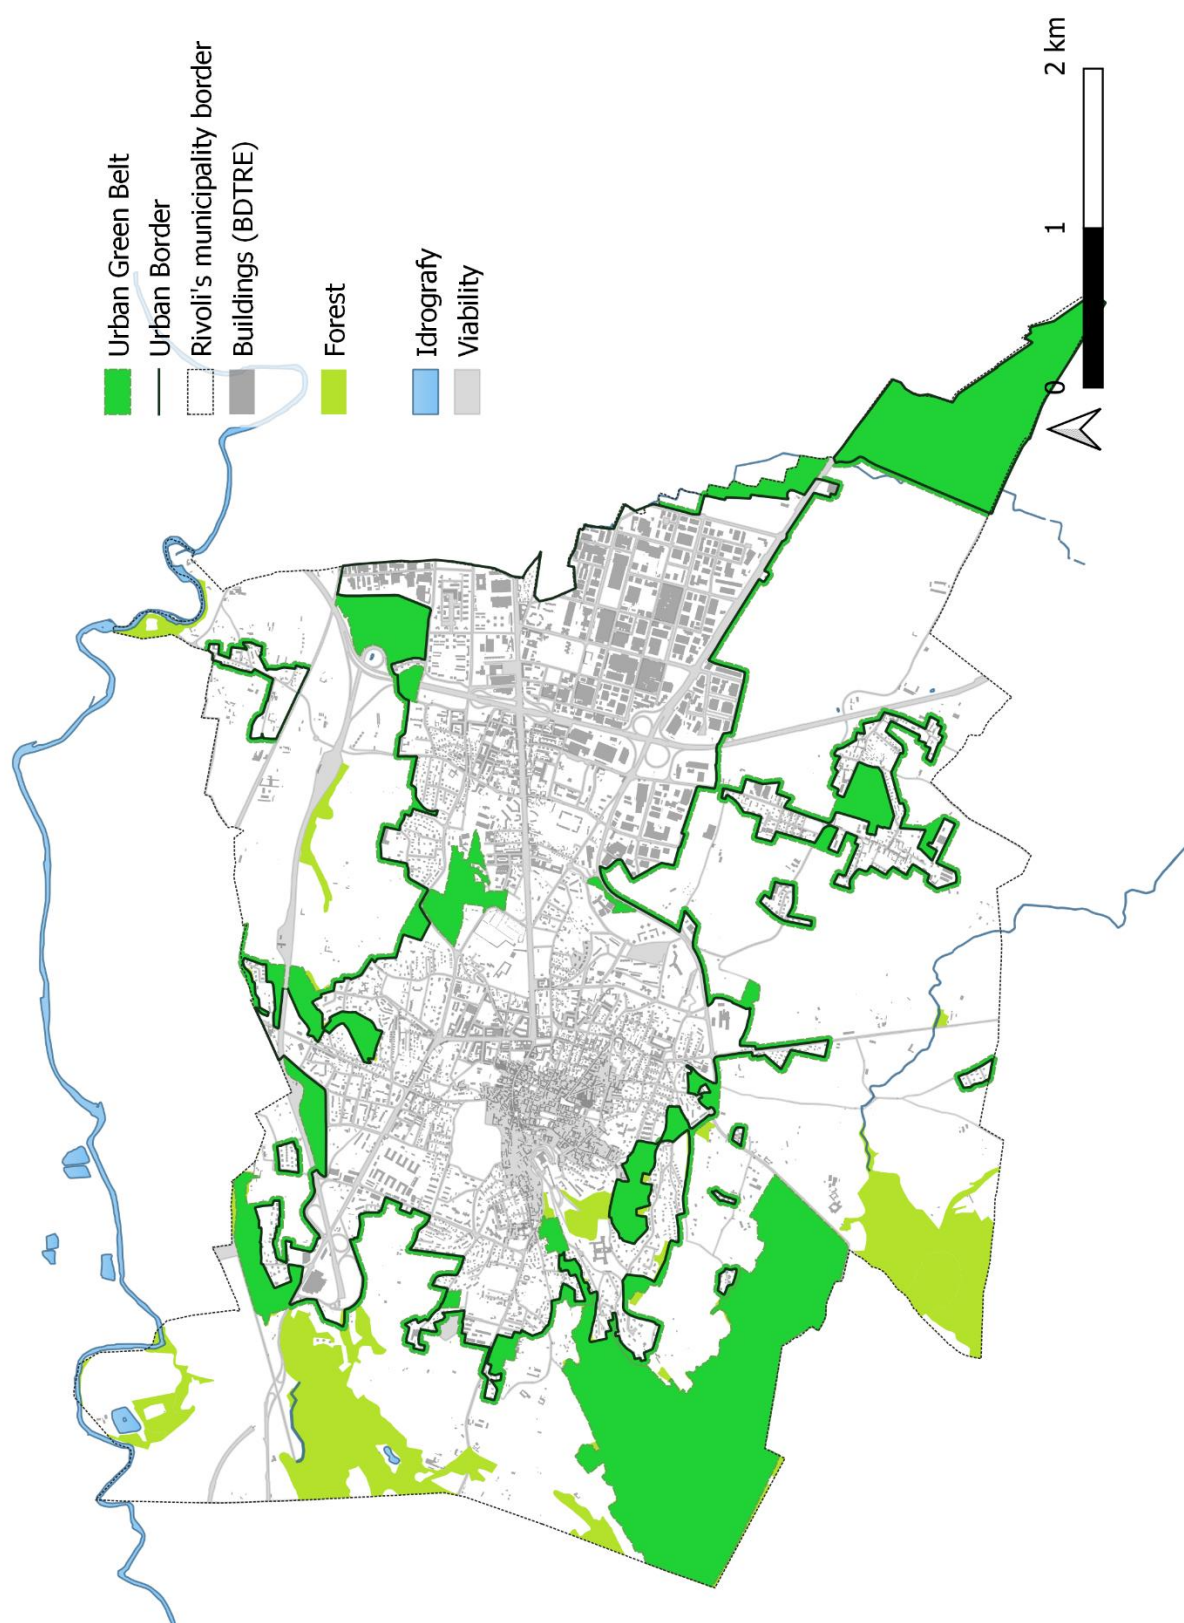 Urban Green Belt
Urban Border
Rivoli's municipality border
Buildings (BDTRE)
Forest
Idrografy
Viability
0 1 2 km